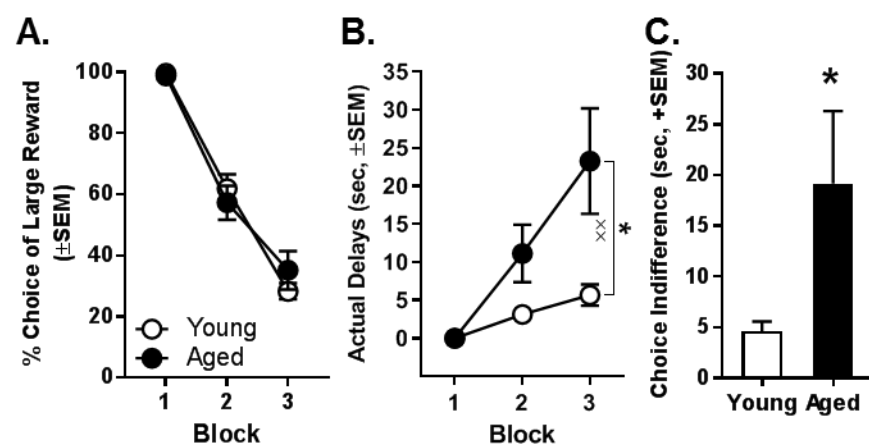 A.
% Choice of Large Reward
(±SEM)
100
80
60
40
20
0
Young
Aged
1 2 3
Block
B.
Actual Delays (sec, ±SEM)
35
30
25
20
15
10
5
0
××
*
1 2 3
Block
C.
Choice Indifference (sec, +SEM)
30
25
20
15
10
5
0
*
Young Aged